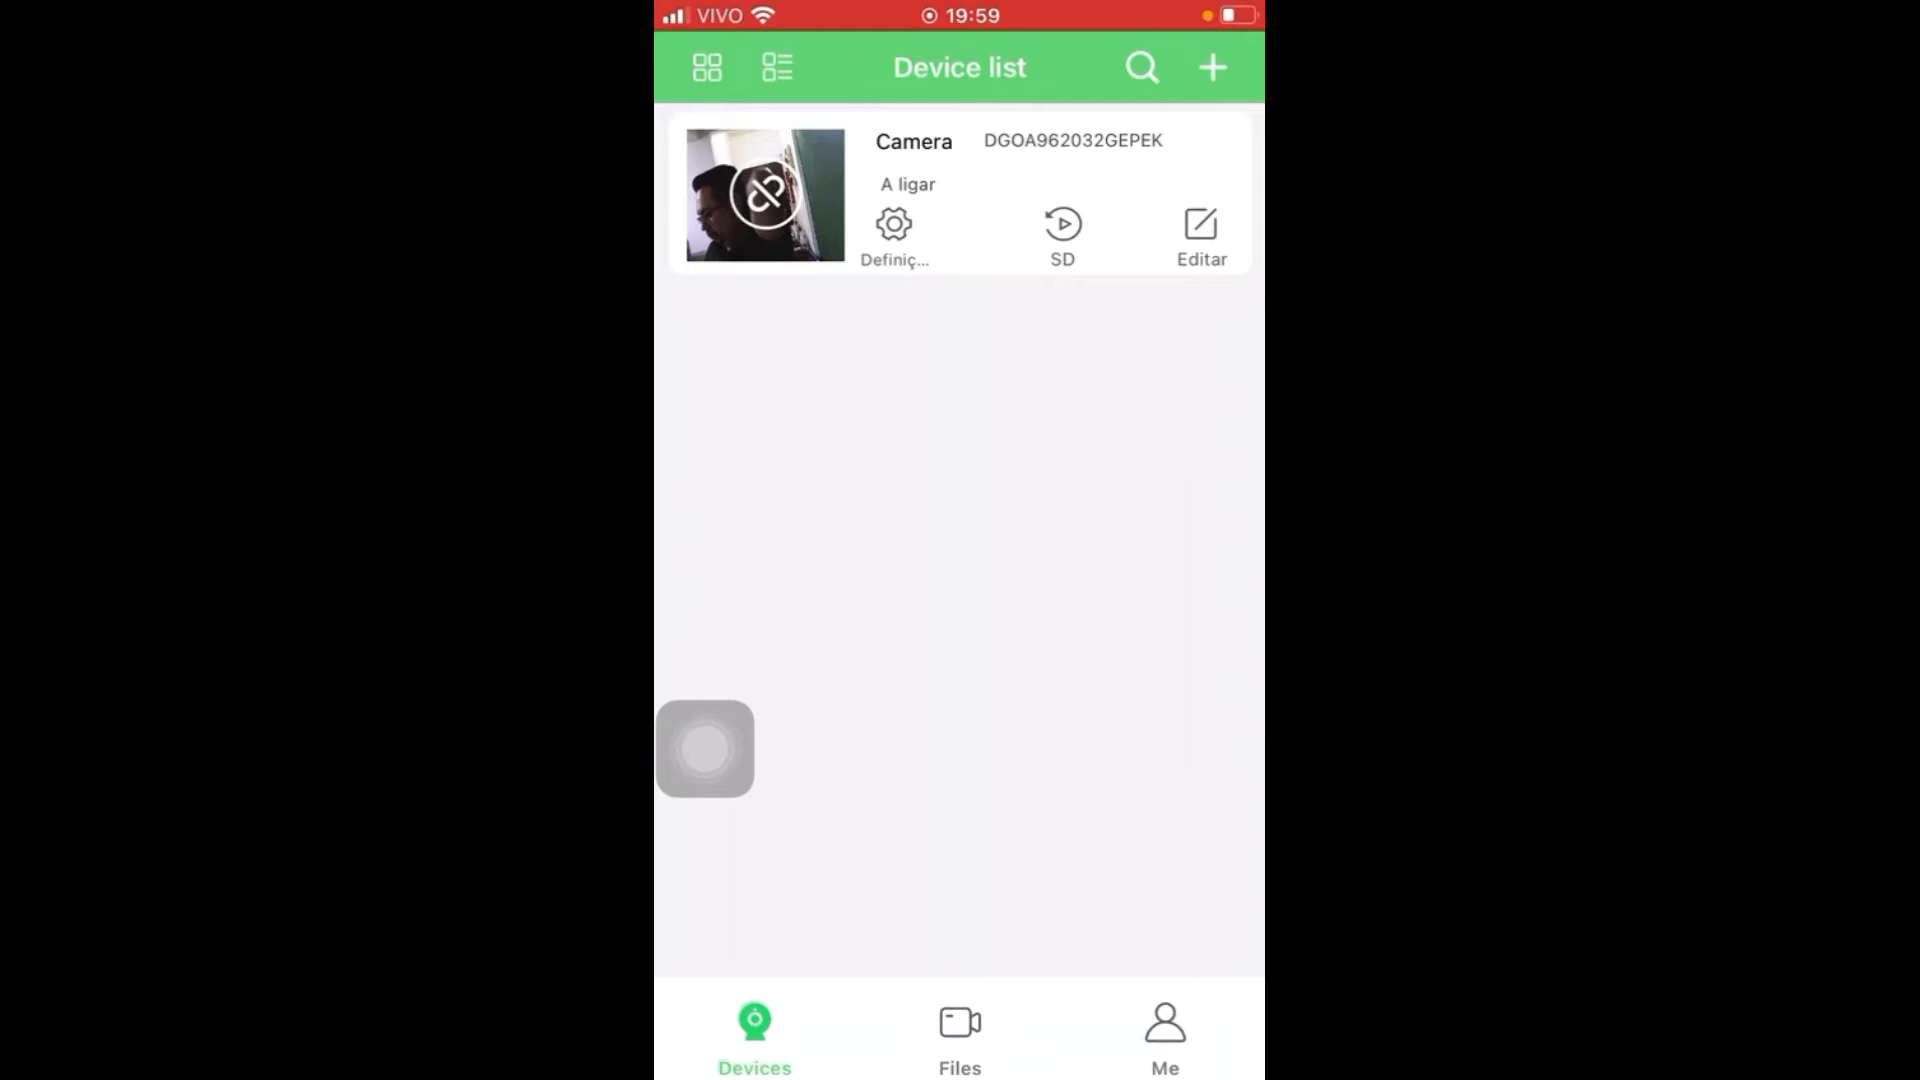 VIVO 19:59
Device list
Camera DGOA962032GEPEK
A ligar
Definiç... SD Editar
Devices Files Me